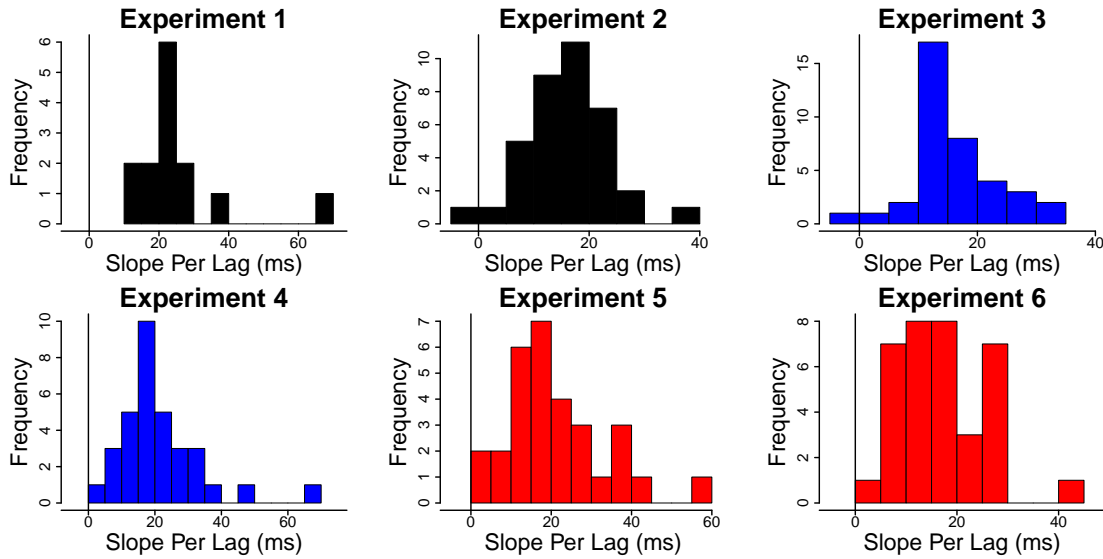 Experiment 1
Frequency
0 1 2 3 4 5 6
0 20 40 60
Slope Per Lag (ms)
Experiment 2
Frequency
0 2 4 6 8 10
0 20 40
Slope Per Lag (ms)
Experiment 3
Frequency
0 5 10 15
0 20 40
Slope Per Lag (ms)
Experiment 4
Frequency
0 2 4 6 8 10
0 20 40 60
Slope Per Lag (ms)
Experiment 5
Frequency
0 1 2 3 4 5 6 7
0 20 40 60
Slope Per Lag (ms)
Experiment 6
Frequency
0 2 4 6 8
0 20 40
Slope Per Lag (ms)